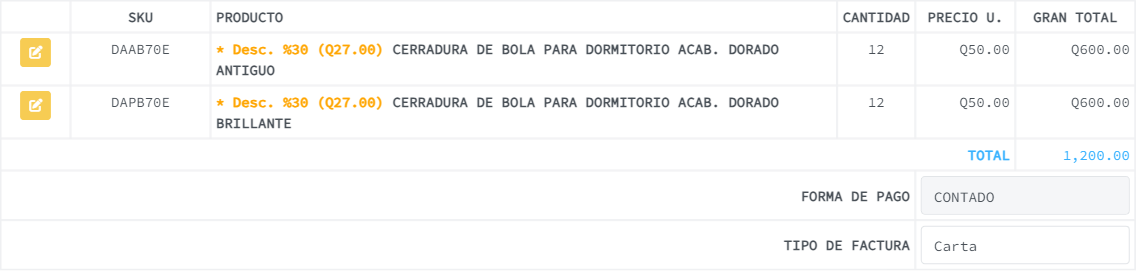 SKU PRODUCTO CANTIDAD PRECIO U. GRAN TOTAL
DAAB70E * Desc. %30 (Q27.00) CERRADURA DE BOLA PARA DORMITORIO ACAB. DORADO 12 Q50.00 Q600.00
ANTIGUO
DAPB70E * Desc. %30 (Q27.00) CERRADURA DE BOLA PARA DORMITORIO ACAB. DORADO 12 Q50.00 Q600.00
BRILLANTE
TOTAL 1,200.00
FORMA DE PAGO CONTADO
TIPO DE FACTURA Carta